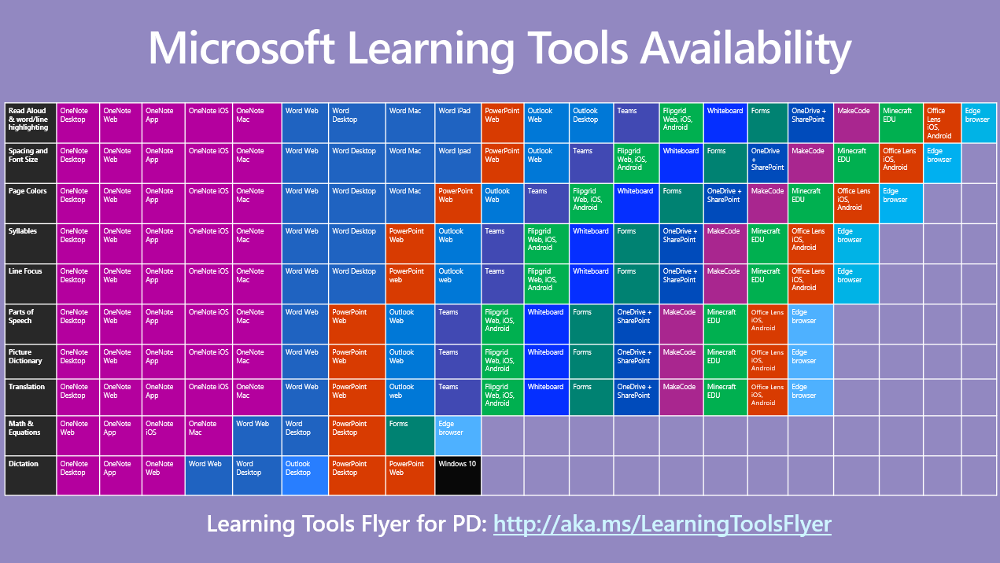 Microsoft Learning Tools Availability
Read Aloud & word/line highlighting OneNote Desktop OneNote Web OneNote App OneNote iOS OneNote Mac Word Web Word Desktop Word Mac Word iPad PowerPoint Web Outlook Web Outlook Desktop Teams Flipgrid Web, iOS, Android Whiteboard Forms OneDrive + SharePoint MakeCode Minecraft EDU Office Lens iOS, Android Edge browser
Spacing and Font Size OneNote Desktop OneNote Web OneNote App OneNote iOS OneNote Mac Word Web Word Desktop Word Mac Word Ipad PowerPoint Web Outlook Web Teams Flipgrid Web, iOS, Android Whiteboard Forms OneDrive + SharePoint MakeCode Minecraft EDU Office Lens iOS, Android Edge browser
Page Colors OneNote Desktop OneNote Web OneNote App OneNote iOS OneNote Mac Word Web Word Desktop Word Mac PowerPoint Web Outlook Web Teams Flipgrid Web, iOS, Android Whiteboard Forms OneDrive + SharePoint MakeCode Minecraft EDU Office Lens iOS, Android Edge browser
Syllables OneNote Desktop OneNote Web OneNote App OneNote iOS OneNote Mac Word Web Word Desktop PowerPoint Web Outlook Web Teams Flipgrid Web, iOS, Android Whiteboard Forms OneDrive + SharePoint MakeCode Minecraft EDU Office Lens iOS, Android Edge browser
Line Focus OneNote Desktop OneNote Web OneNote App OneNote iOS OneNote Mac Word Web Word Desktop PowerPoint web Outlook web Teams Flipgrid Web, iOS, Android Whiteboard Forms OneDrive + SharePoint MakeCode Minecraft EDU Office Lens iOS, Android Edge browser
Parts of Speech OneNote Desktop OneNote Web OneNote App OneNote iOS OneNote Mac Word Web PowerPoint Web Outlook Web Teams Flipgrid Web, iOS, Android Whiteboard Forms OneDrive + SharePoint MakeCode Minecraft EDU Office Lens iOS, Android Edge browser
Picture Dictionary OneNote Desktop OneNote Web OneNote App OneNote iOS OneNote Mac Word Web PowerPoint Web Outlook Web Teams Flipgrid Web, iOS, Android Whiteboard Forms OneDrive + SharePoint MakeCode Minecraft EDU Office Lens iOS, Android Edge browser
Translation OneNote Desktop OneNote Web OneNote App OneNote iOS OneNote Mac Word Web PowerPoint Web Outlook web Teams Flipgrid Web, iOS, Android Whiteboard Forms OneDrive + SharePoint MakeCode Minecraft EDU Office Lens iOS, Android Edge browser
Math & Equations OneNote Web OneNote App OneNote iOS OneNote Mac Word Web Word Desktop PowerPoint Desktop Forms Edge browser
Dictation OneNote Desktop OneNote App OneNote Web Word Web Word Desktop Outlook Desktop PowerPoint Desktop PowerPoint Web Windows 10
Learning Tools Flyer for PD: http://aka.ms/LearningToolsFlyer